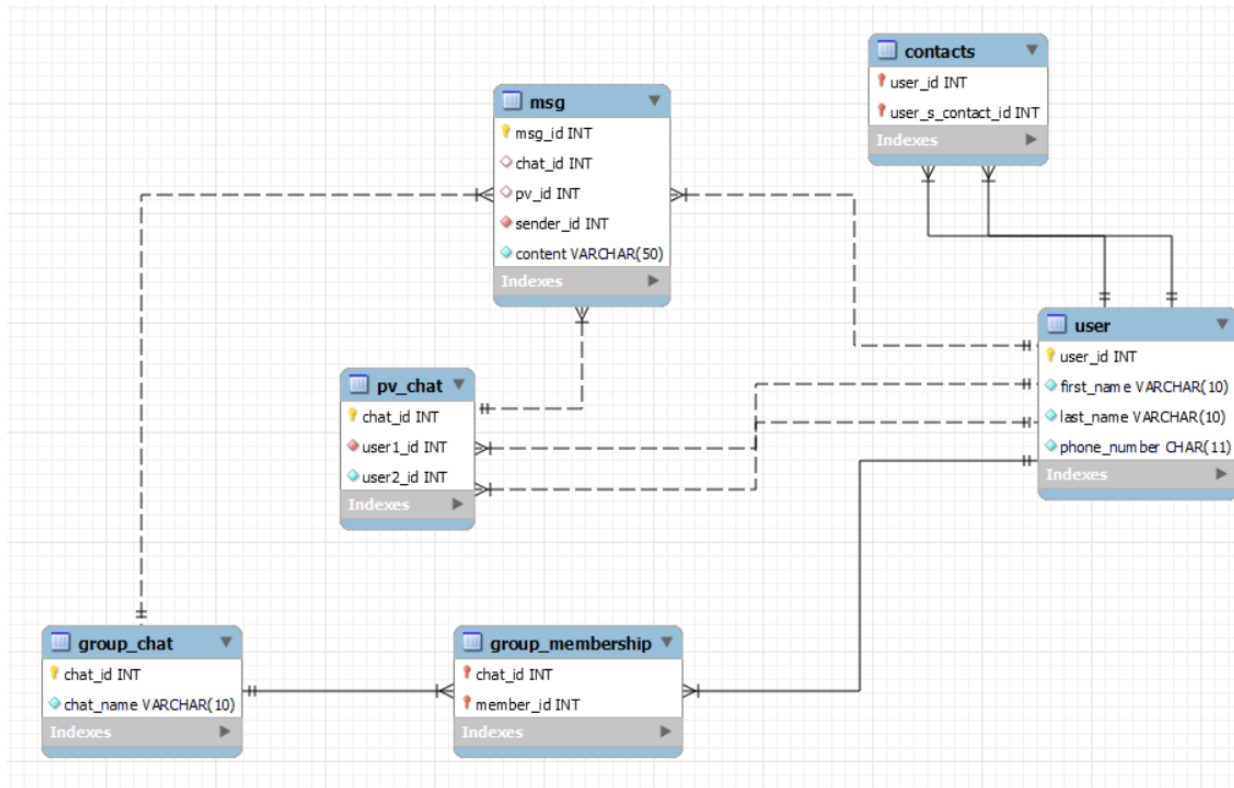 contacts
user_id INT
user_s_contact_id INT
Indexes
msg
msg_id INT
chat_id INT
pv_id INT
sender_id INT
content VARCHAR(50)
Indexes
user
user_id INT
first_name VARCHAR(10)
last_name VARCHAR(10)
phone_number CHAR(11)
Indexes
pv_chat
chat_id INT
user1_id INT
user2_id INT
Indexes
group_chat
chat_id INT
chat_name VARCHAR(10)
Indexes
group_membership
chat_id INT
member_id INT
Indexes